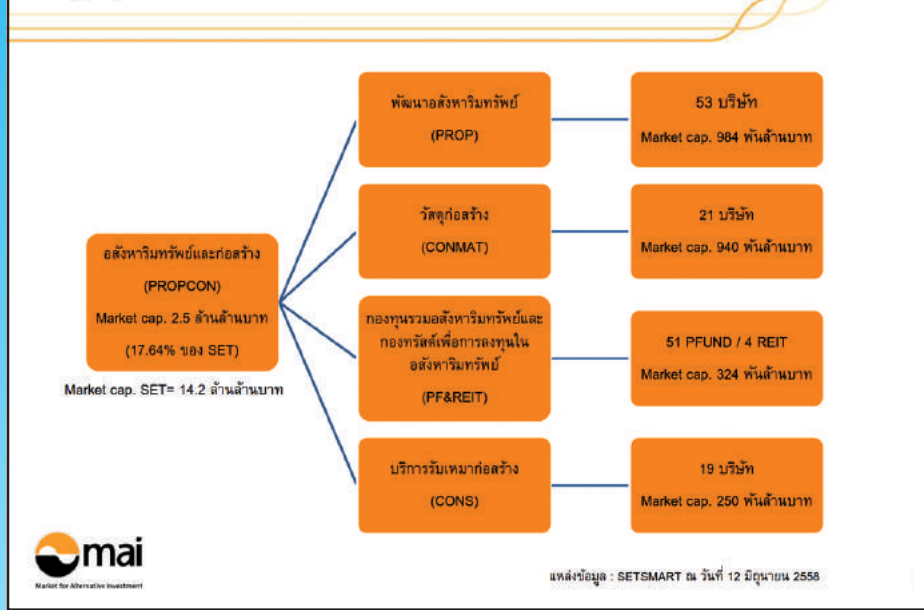 อสังหาริมทรัพย์และก่อสร้าง
(PROPCON)
Market cap. 2.5 ล้านล้านบาท
(17.64% ของ SET)
Market cap. SET= 14.2 ล้านล้านบาท
พัฒนาอสังหาริมทรัพย์
(PROP)
53 บริษัท
Market cap. 984 พันล้านบาท
วัสดุก่อสร้าง
(CONMAT)
21 บริษัท
Market cap. 940 พันล้านบาท
กองทุนรวมอสังหาริมทรัพย์และ
กองทรัสต์เพื่อการลงทุนใน
อสังหาริมทรัพย์
(PF&REIT)
51 PFUND / 4 REIT
Market cap. 324 พันล้านบาท
บริการรับเหมาก่อสร้าง
(CONS)
19 บริษัท
Market cap. 250 พันล้านบาท
mai
Market for Alternative Investment
แหล่งข้อมูล : SETSMART ณ วันที่ 12 มิถุนายน 2558